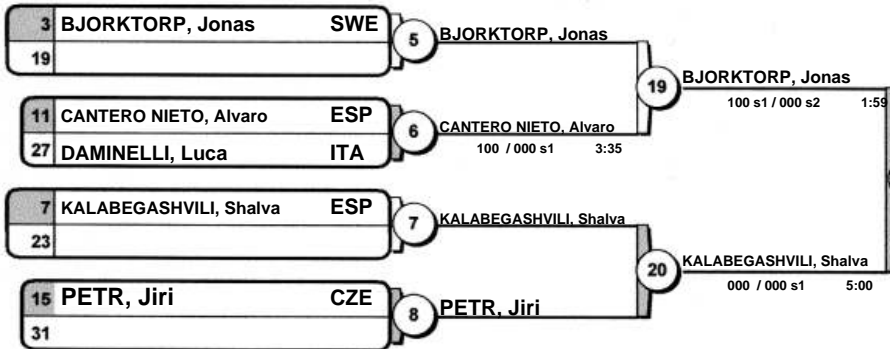 3 BJORKTORP, Jonas SWE
19
5 BJORKTORP, Jonas
11 CANTERO NIETO, Alvaro ESP
27 DAMINELLI, Luca ITA
6 CANTERO NIETO, Alvaro
100 / 000 s1 3:35
19 BJORKTORP, Jonas
100 s1 / 000 s2 1:59
7 KALABEGASHVILI, Shalva ESP
23
7 KALABEGASHVILI, Shalva
15 PETR, Jiri CZE
31
8 PETR, Jiri
20 KALABEGASHVILI, Shalva
000 / 000 s1 5:00